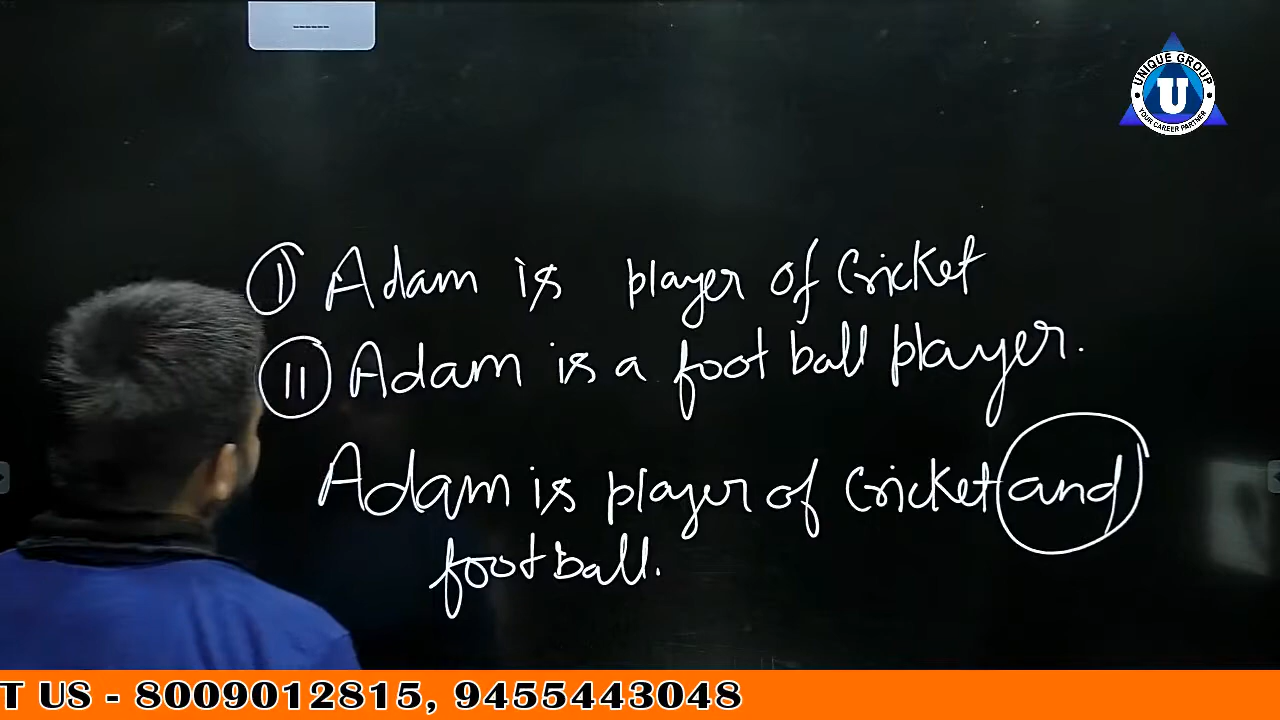 ------
UNIQUE GROUP
U
YOUR CAREER PARTNER
I Adam is player of Cricket
II Adam is a foot ball player.
Adam is player of Cricket and
football.
T US - 8009012815, 9455443048